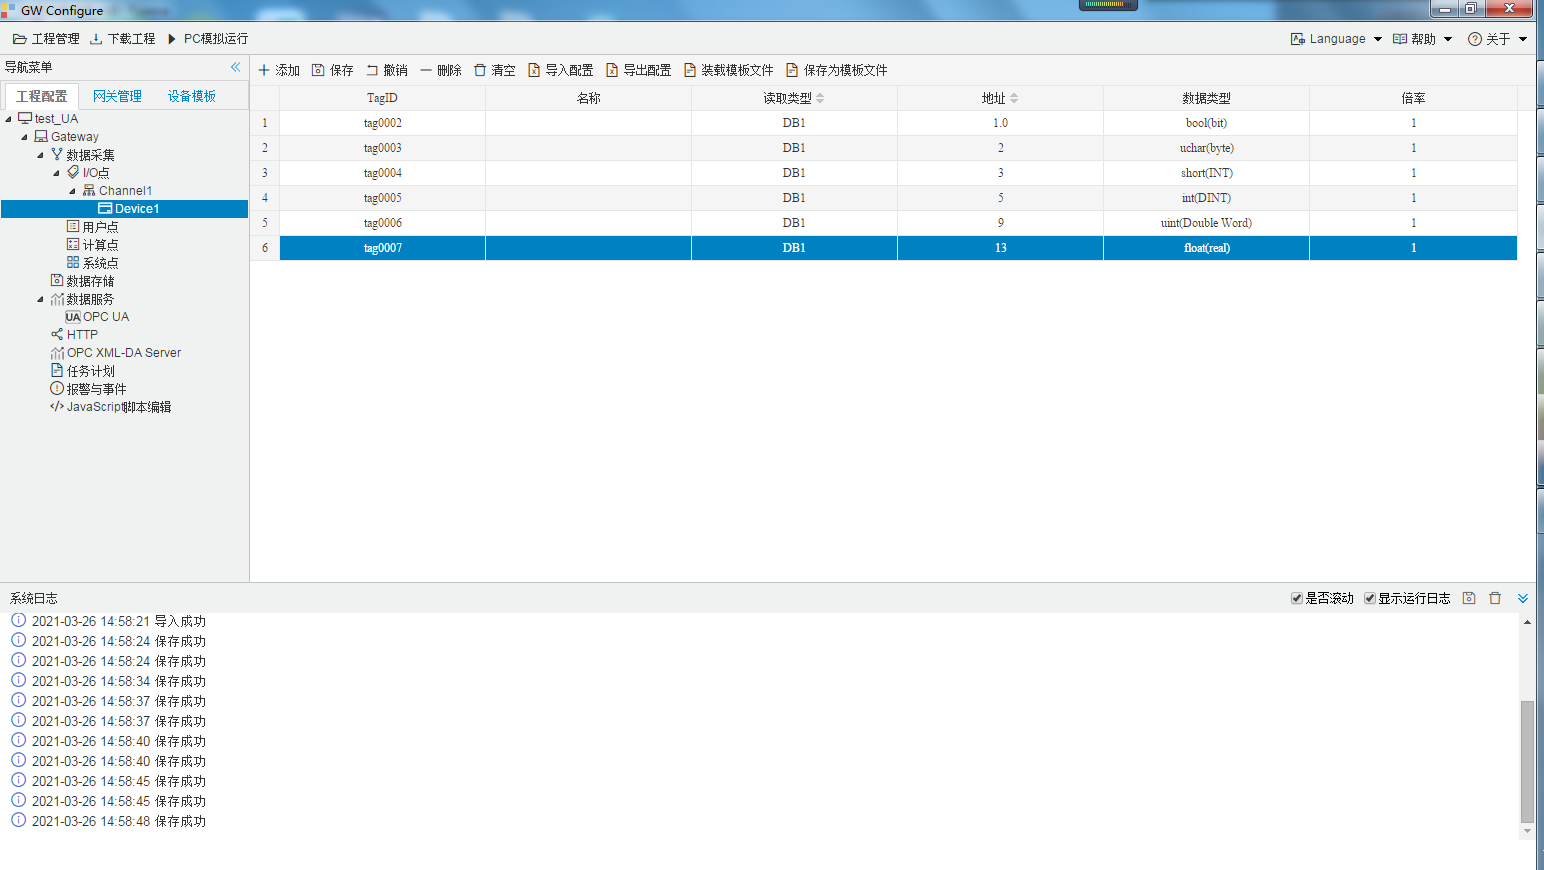 GW Configure
工程管理 下载工程 PC模拟运行 Language 帮助 关于
导航菜单
添加 保存 撤销 删除 清空 导入配置 导出配置 装载模板文件 保存为模板文件
工程配置 网关管理 设备模板
TagID 名称 读取类型 地址 数据类型 倍率
1 tag0002 DB1 1.0 bool(bit) 1
2 tag0003 DB1 2 uchar(byte) 1
3 tag0004 DB1 3 short(INT) 1
4 tag0005 DB1 5 int(DINT) 1
5 tag0006 DB1 9 uint(Double Word) 1
6 tag0007 DB1 13 float(real) 1
test_UA
Gateway
数据采集
I/O点
Channel1
Device1
用户点
计算点
系统点
数据存储
数据服务
UA OPC UA
HTTP
OPC XML-DA Server
任务计划
报警与事件
JavaScript脚本编辑
系统日志 是否滚动 显示运行日志
2021-03-26 14:58:21 导入成功
2021-03-26 14:58:24 保存成功
2021-03-26 14:58:24 保存成功
2021-03-26 14:58:34 保存成功
2021-03-26 14:58:37 保存成功
2021-03-26 14:58:37 保存成功
2021-03-26 14:58:40 保存成功
2021-03-26 14:58:40 保存成功
2021-03-26 14:58:45 保存成功
2021-03-26 14:58:45 保存成功
2021-03-26 14:58:48 保存成功